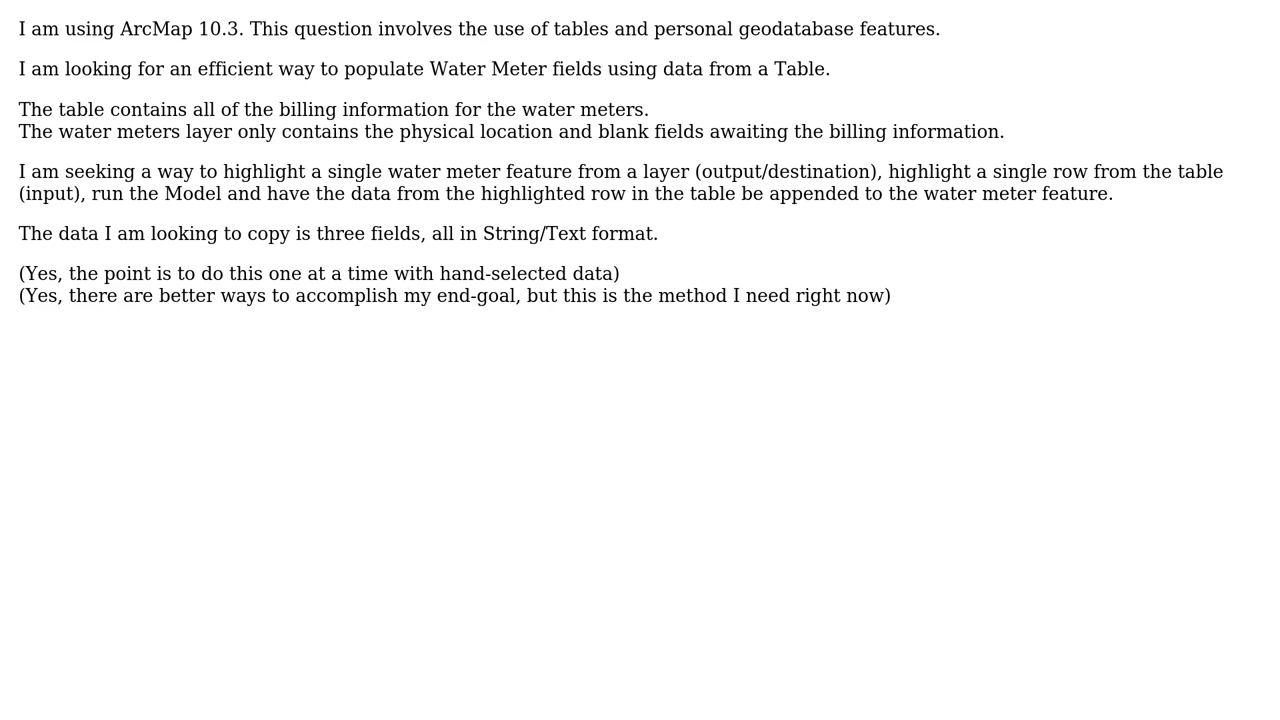 I am using ArcMap 10.3. This question involves the use of tables and personal geodatabase features.
I am looking for an efficient way to populate Water Meter fields using data from a Table.
The table contains all of the billing information for the water meters.
The water meters layer only contains the physical location and blank fields awaiting the billing information.
I am seeking a way to highlight a single water meter feature from a layer (output/destination), highlight a single row from the table
(input), run the Model and have the data from the highlighted row in the table be appended to the water meter feature.
The data I am looking to copy is three fields, all in String/Text format.
(Yes, the point is to do this one at a time with hand-selected data)
(Yes, there are better ways to accomplish my end-goal, but this is the method I need right now)